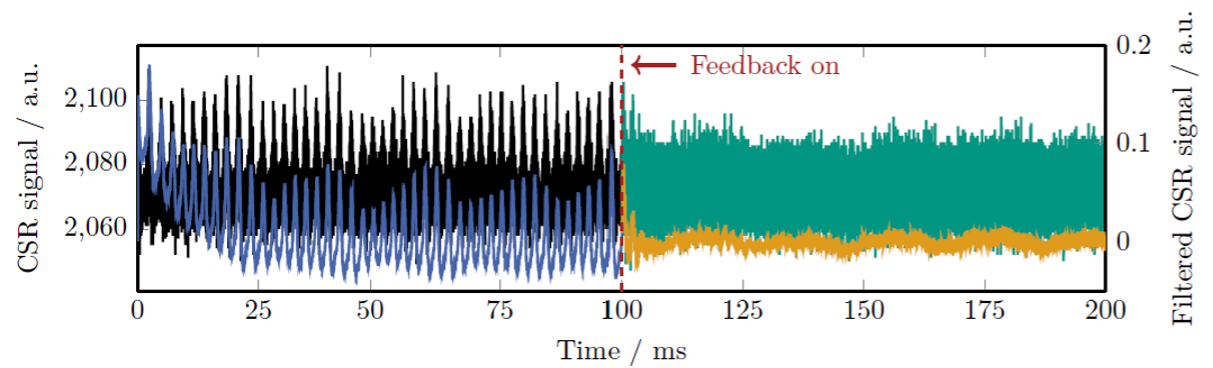 CSR signal / a.u.
2,100
2,080
2,060
Feedback on
0.2
0.1
0
Filtered CSR signal / a.u.
0 25 50 75 100 125 150 175 200
Time / ms